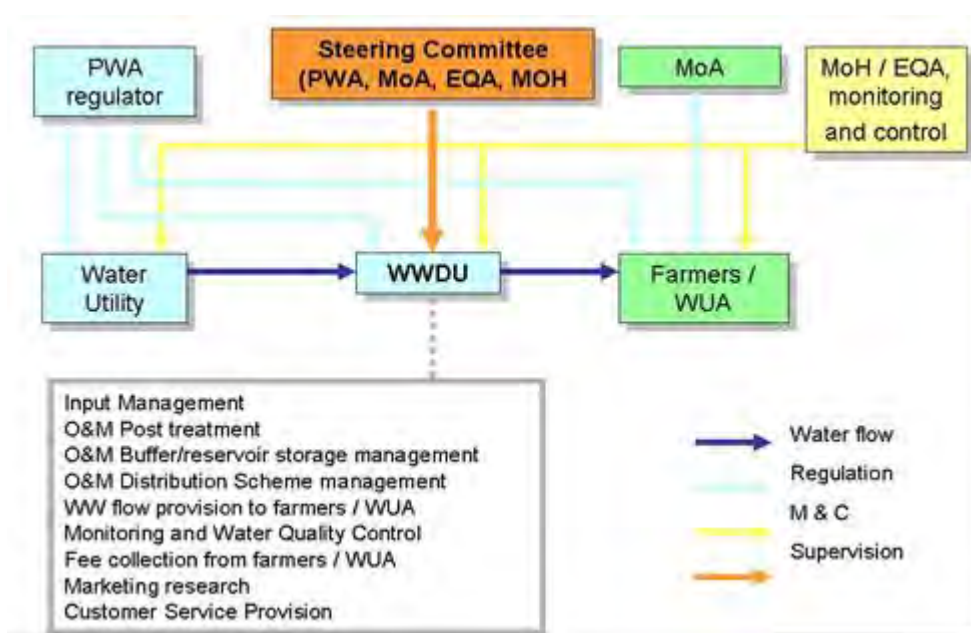 PWA
regulator
Steering Committee
(PWA, MoA, EQA, MOH
MoA
MoH / EQA,
monitoring
and control
Water
Utility
WWDU
Farmers /
WUA
Input Management
O&M Post treatment
O&M Buffer/reservoir storage management
O&M Distribution Scheme management
WW flow provision to farmers / WUA
Monitoring and Water Quality Control
Fee collection from farmers / WUA
Marketing research
Customer Service Provision
Water flow
Regulation
M & C
Supervision